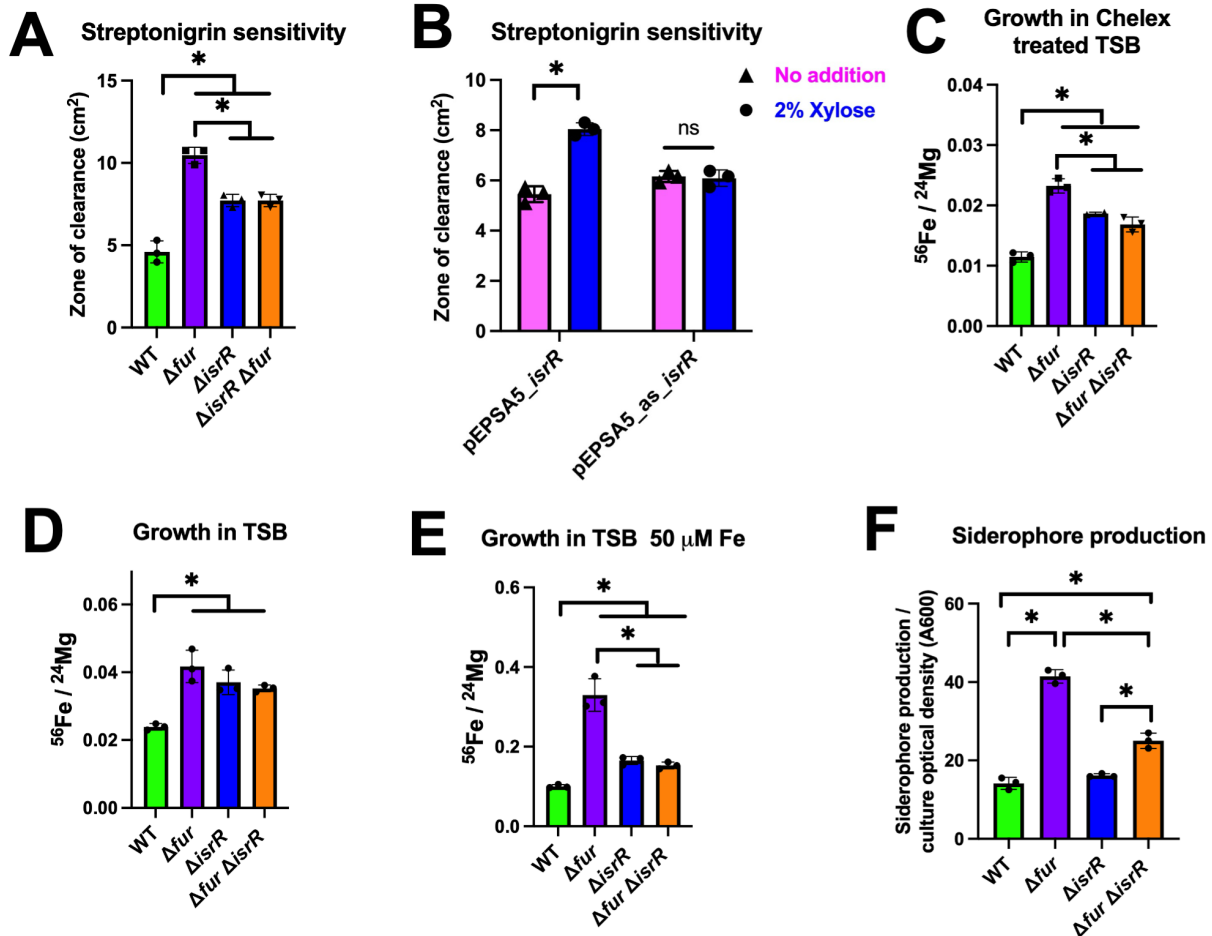 A
Streptonigrin sensitivity
Zone of clearance (cm²)
15
10
5
0
*
*
WT
Δfur
ΔisrR
ΔisrR Δfur
B
Streptonigrin sensitivity
No addition
2% Xylose
Zone of clearance (cm²)
10
8
6
4
2
0
*
ns
pEPSA5_isrR
pEPSA5_as_isrR
C
Growth in Chelex
treated TSB
⁵⁶Fe / ²⁴Mg
0.04
0.03
0.02
0.01
0.00
*
*
WT
Δfur
ΔisrR
Δfur ΔisrR
D
Growth in TSB
⁵⁶Fe / ²⁴Mg
0.06
0.04
0.02
0.00
*
WT
Δfur
ΔisrR
Δfur ΔisrR
E
Growth in TSB 50 μM Fe
⁵⁶Fe / ²⁴Mg
0.6
0.4
0.2
0.0
*
*
WT
Δfur
ΔisrR
Δfur ΔisrR
F
Siderophore production
Siderophore production /
culture optical density (A600)
60
40
20
0
*
*
*
*
WT
Δfur
ΔisrR
Δfur ΔisrR